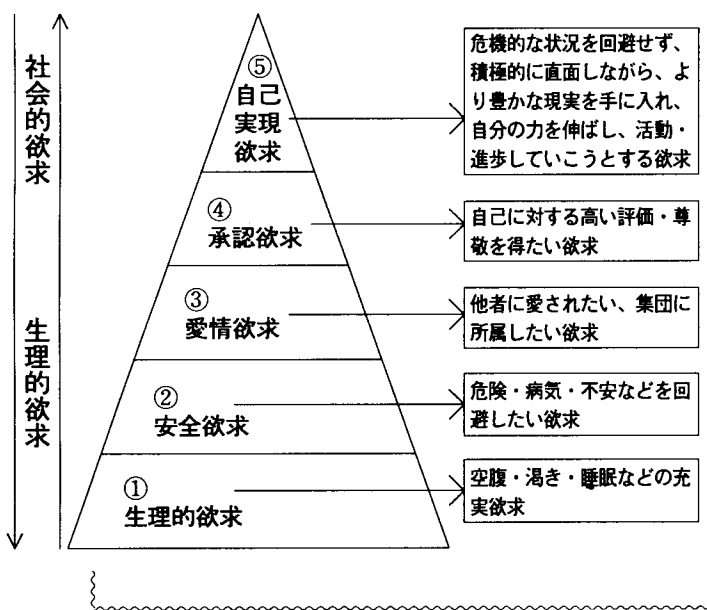 社会的欲求
生理的欲求
⑤
自己
実現
欲求
危機的な状況を回避せず、
積極的に直面しながら、よ
り豊かな現実を手に入れ、
自分の力を伸ばし、活動・
進歩していこうとする欲求
④
承認欲求
自己に対する高い評価・尊
敬を得たい欲求
③
愛情欲求
他者に愛されたい、集団に
所属したい欲求
②
安全欲求
危険・病気・不安などを回
避したい欲求
①
生理的欲求
空腹・渇き・睡眠などの充
実欲求